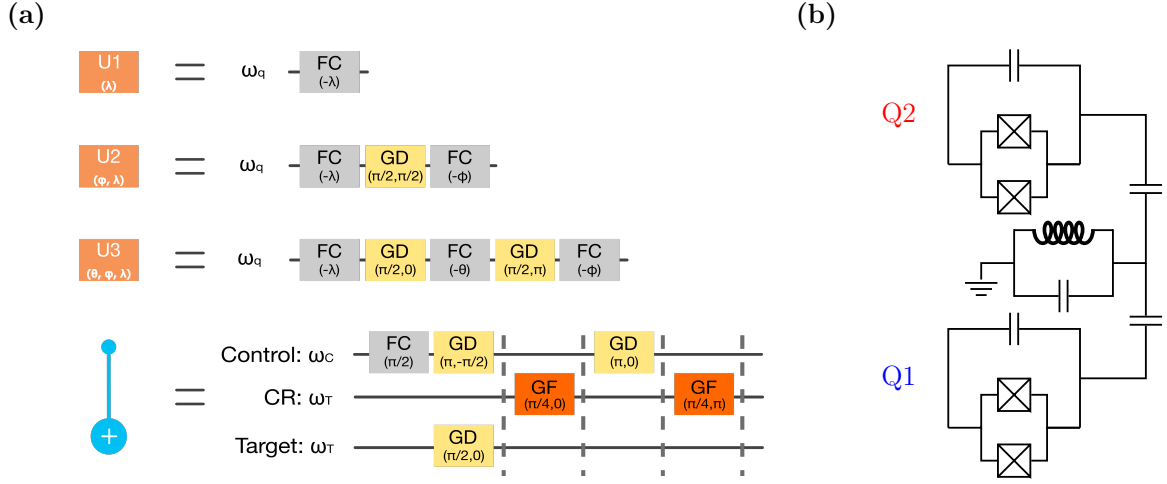 (a)
(b)
U1
(λ)
ωq
FC
(-λ)
U2
(φ, λ)
ωq
FC
(-λ)
GD
(π/2,π/2)
FC
(-φ)
U3
(θ, φ, λ)
ωq
FC
(-λ)
GD
(π/2,0)
FC
(-θ)
GD
(π/2,π)
FC
(-φ)
Control: ωC
FC
(π/2)
GD
(π,-π/2)
GD
(π,0)
CR: ωT
GF
(π/4,0)
GF
(π/4,π)
Target: ωT
GD
(π/2,0)
Q2
Q1